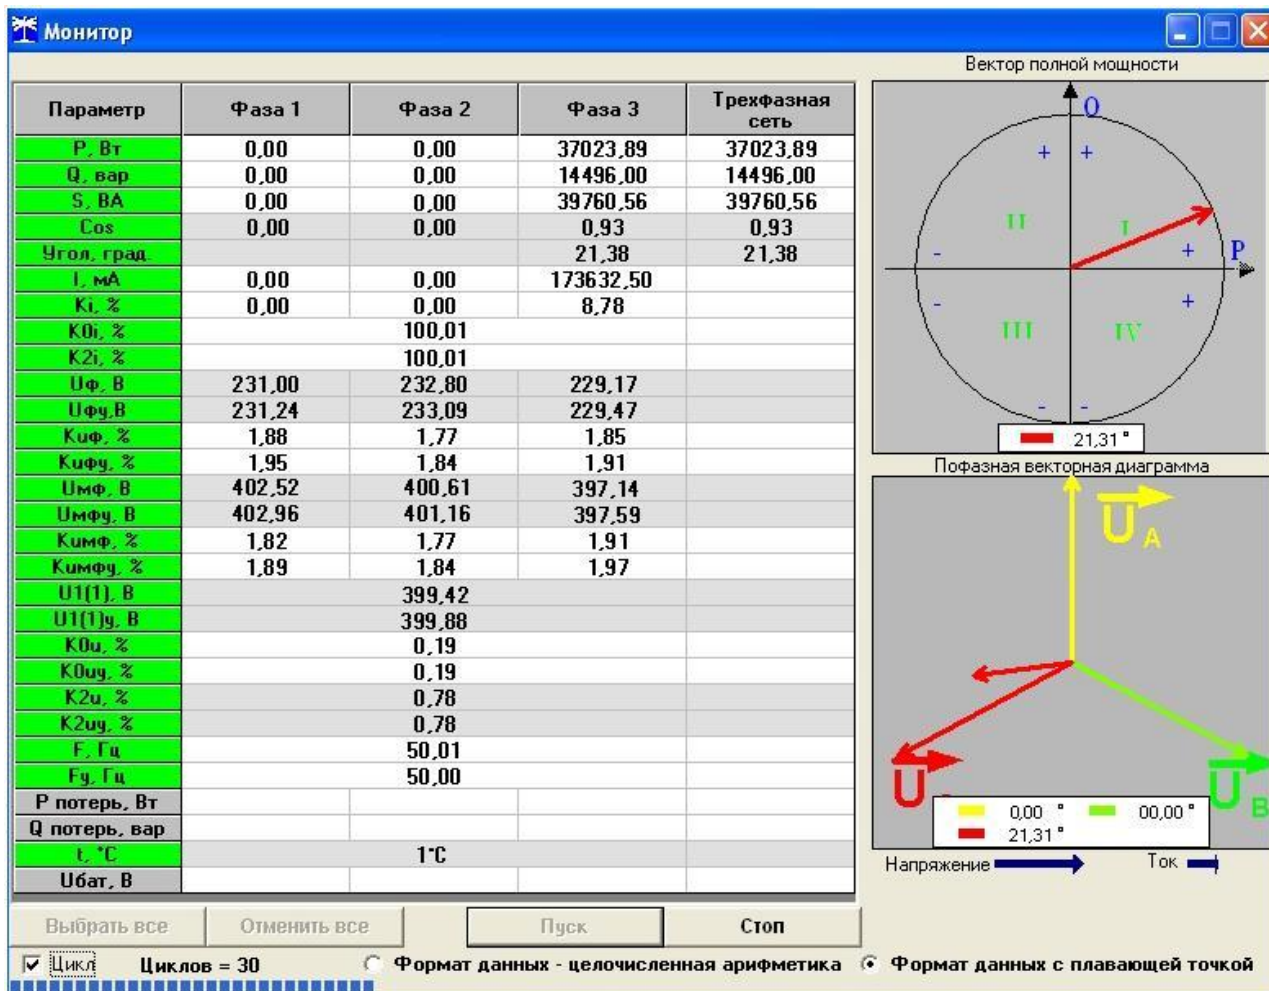 Монитор
Вектор полной мощности
Параметр Фаза 1 Фаза 2 Фаза 3 Трехфазная сеть
P, Вт 0,00 0,00 37023,89 37023,89
Q, вар 0,00 0,00 14496,00 14496,00
S, ВА 0,00 0,00 39760,56 39760,56
Cos 0,00 0,00 0,93 0,93
Угол, град. 21,38 21,38
I, мА 0,00 0,00 173632,50
Ki, % 0,00 0,00 8,78
K0i, % 100,01
K2i, % 100,01
Uф, В 231,00 232,80 229,17
Uфу,В 231,24 233,09 229,47
Kиф, % 1,88 1,77 1,85
Kифу, % 1,95 1,84 1,91
Uмф, В 402,52 400,61 397,14
Uмфу, В 402,96 401,16 397,59
Kимф, % 1,82 1,77 1,91
Kимфу, % 1,89 1,84 1,97
U1(1), В 399,42
U1(1)у, В 399,88
K0u, % 0,19
K0uy, % 0,19
K2u, % 0,78
K2uy, % 0,78
F, Гц 50,01
Fy, Гц 50,00
P потерь, Вт
Q потерь, вар
t, °C 1°C
Uбат, В
Q
+ +
II I
- + P
- +
III IV
- -
21,31 °
Пофазная векторная диаграмма
U A
U U B
0,00 ° 00,00 °
21,31 °
Напряжение Ток
Выбрать все Отменить все Пуск Стоп
Цикл Циклов = 30 Формат данных - целочисленная арифметика Формат данных с плавающей точкой